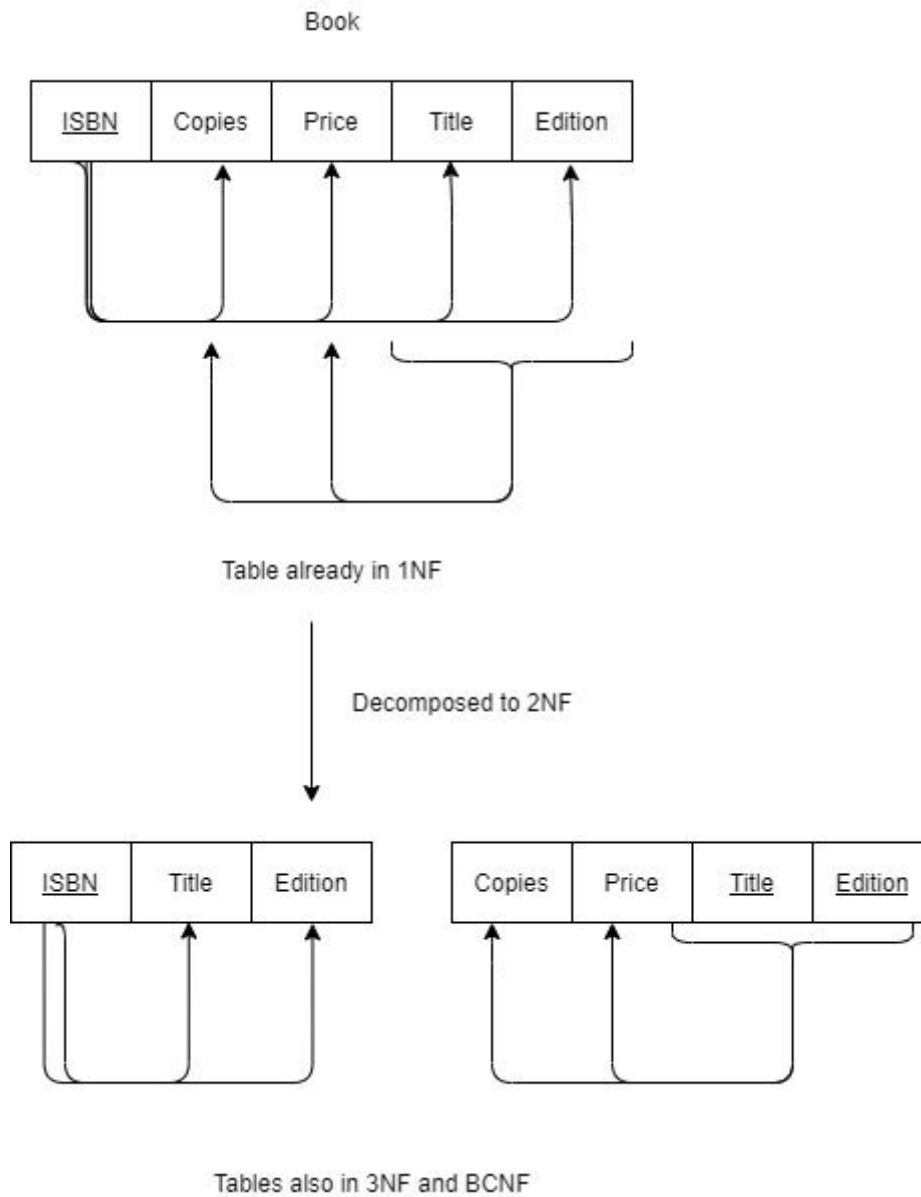 Book
ISBN Copies Price Title Edition
Table already in 1NF
Decomposed to 2NF
ISBN Title Edition Copies Price Title Edition
Tables also in 3NF and BCNF